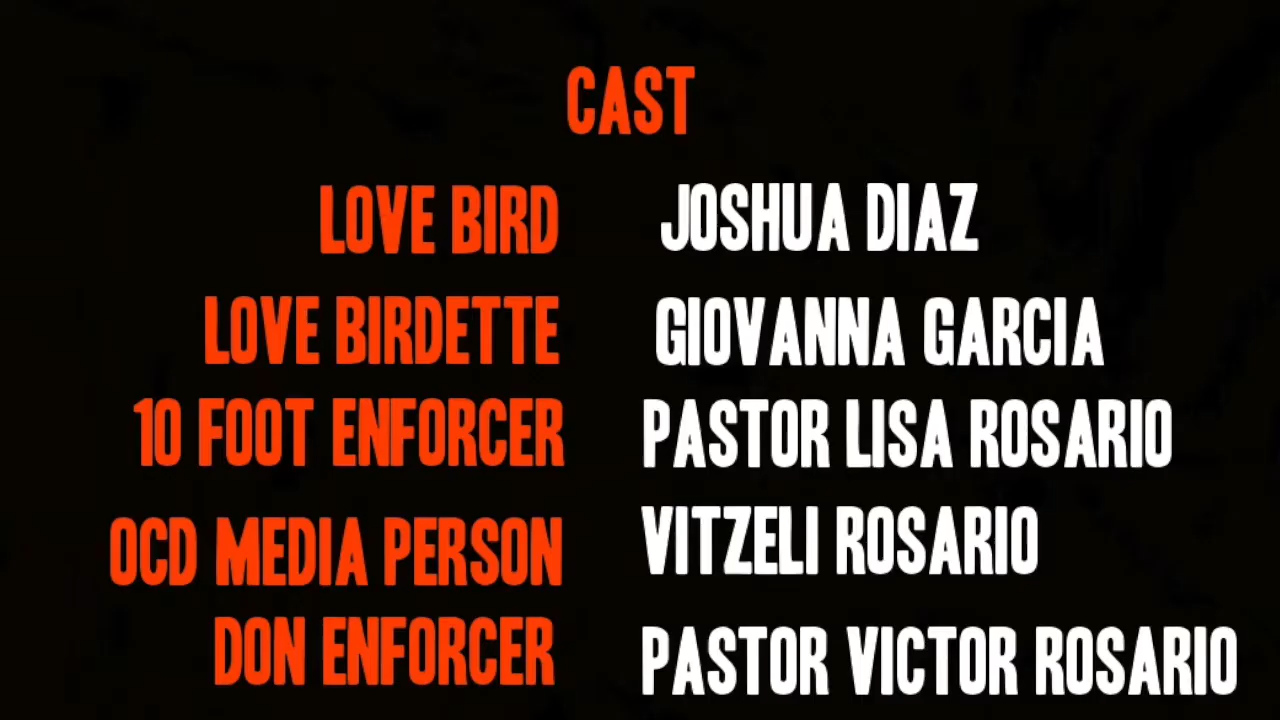 CAST
LOVE BIRD JOSHUA DIAZ
LOVE BIRDETTE GIOVANNA GARCIA
10 FOOT ENFORCER PASTOR LISA ROSARIO
OCD MEDIA PERSON VITZELI ROSARIO
DON ENFORCER PASTOR VICTOR ROSARIO